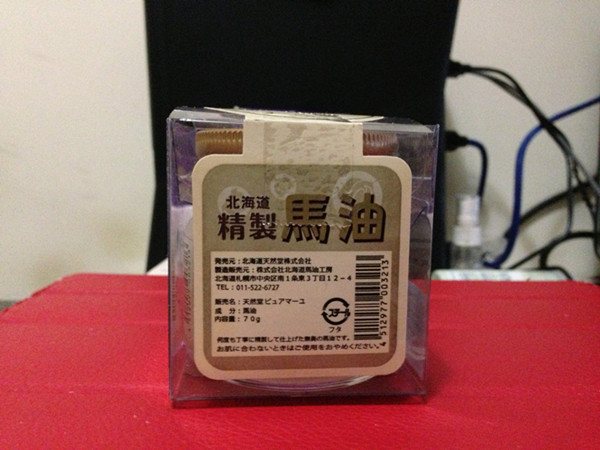 北海道
精製 馬油
発売元：北海道天然堂株式会社
製造販売元：株式会社北海道馬油工房
北海道札幌市中央区南1条東3丁目12－4
TEL：011-522-6727
販売名：天然堂ピュアマーユ
成　分：馬油
内容量：70g
スチール
フタ
4 512977 003213
何度も丁寧に精製して仕上げた無臭の馬油です。
お肌に合わないときはご使用をおやめください。